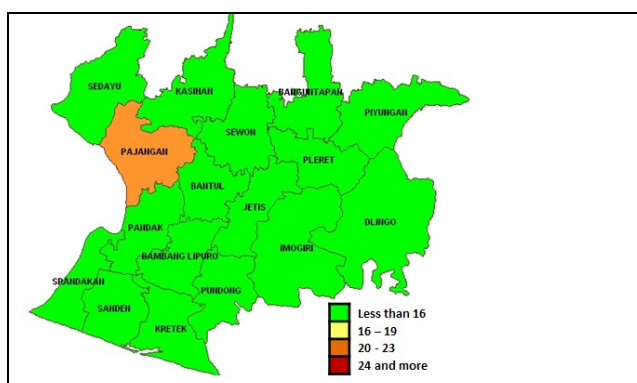 SEDAYU
KASIHAN
BANGUNTAPAN
PIYUNGAN
SEWON
PAJANGAN
PLERET
BANTUL
JETIS
DLINGO
PANDAK
IMOGIRI
BAMBANG LIPURO
SRANDAKAN
PUNDONG
SANDEN
KRETEK
Less than 16
16 – 19
20 - 23
24 and more